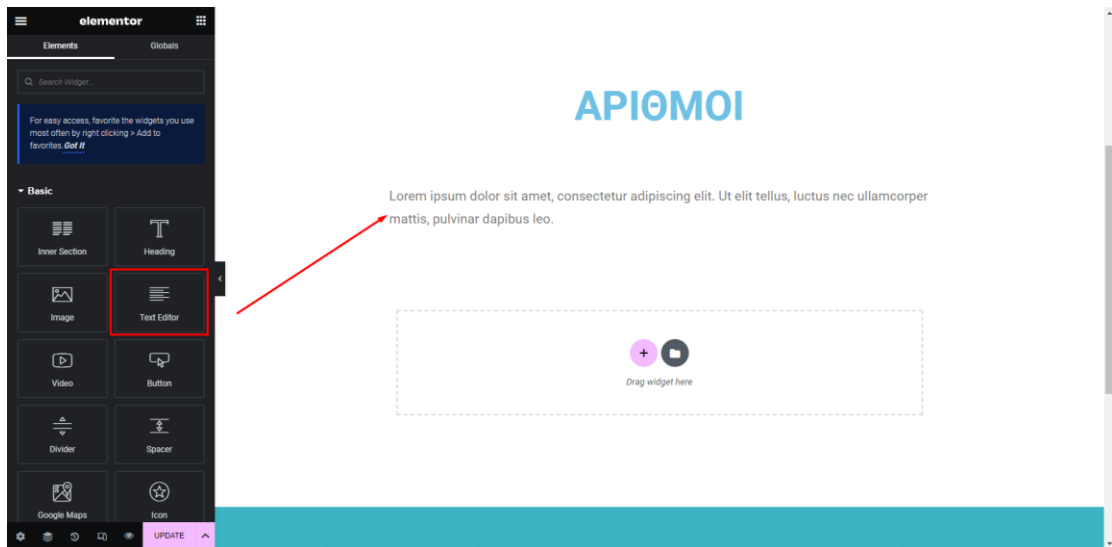 elementor
Elements Globals
Search Widget...
For easy access, favorite the widgets you use
most often by right clicking > Add to
favorites. Got It
Basic
Inner Section Heading
Image Text Editor
Video Button
Divider Spacer
Google Maps Icon
UPDATE
ΑΡΙΘΜΟΙ
Lorem ipsum dolor sit amet, consectetur adipiscing elit. Ut elit tellus, luctus nec ullamcorper
mattis, pulvinar dapibus leo.
Drag widget here